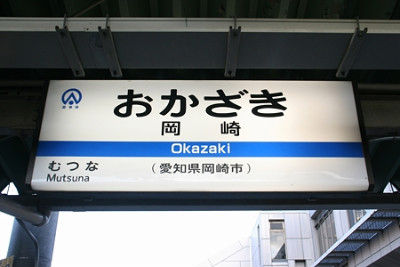 おかざき
岡崎
Okazaki
むつな
Mutsuna
（愛知県岡崎市）